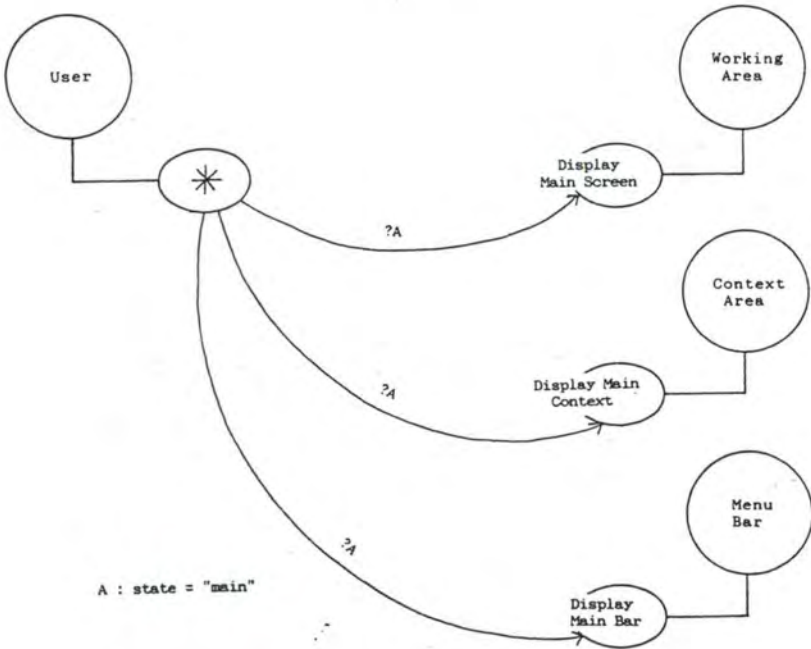 User
Working
Area
Display
Main Screen
?A
Context
Area
Display Main
Context
?A
Menu
Bar
?A
A : state = "main"
Display
Main Bar